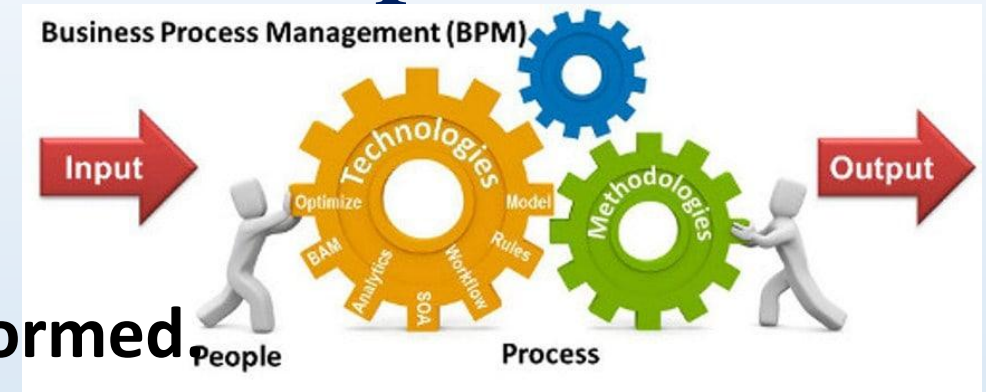 Business Process Management (BPM)
Input
Technologies
Optimize
Model
BAM
Rules
Analytics
Workflow
SOA
Methodologies
Output
ormed.
People
Process